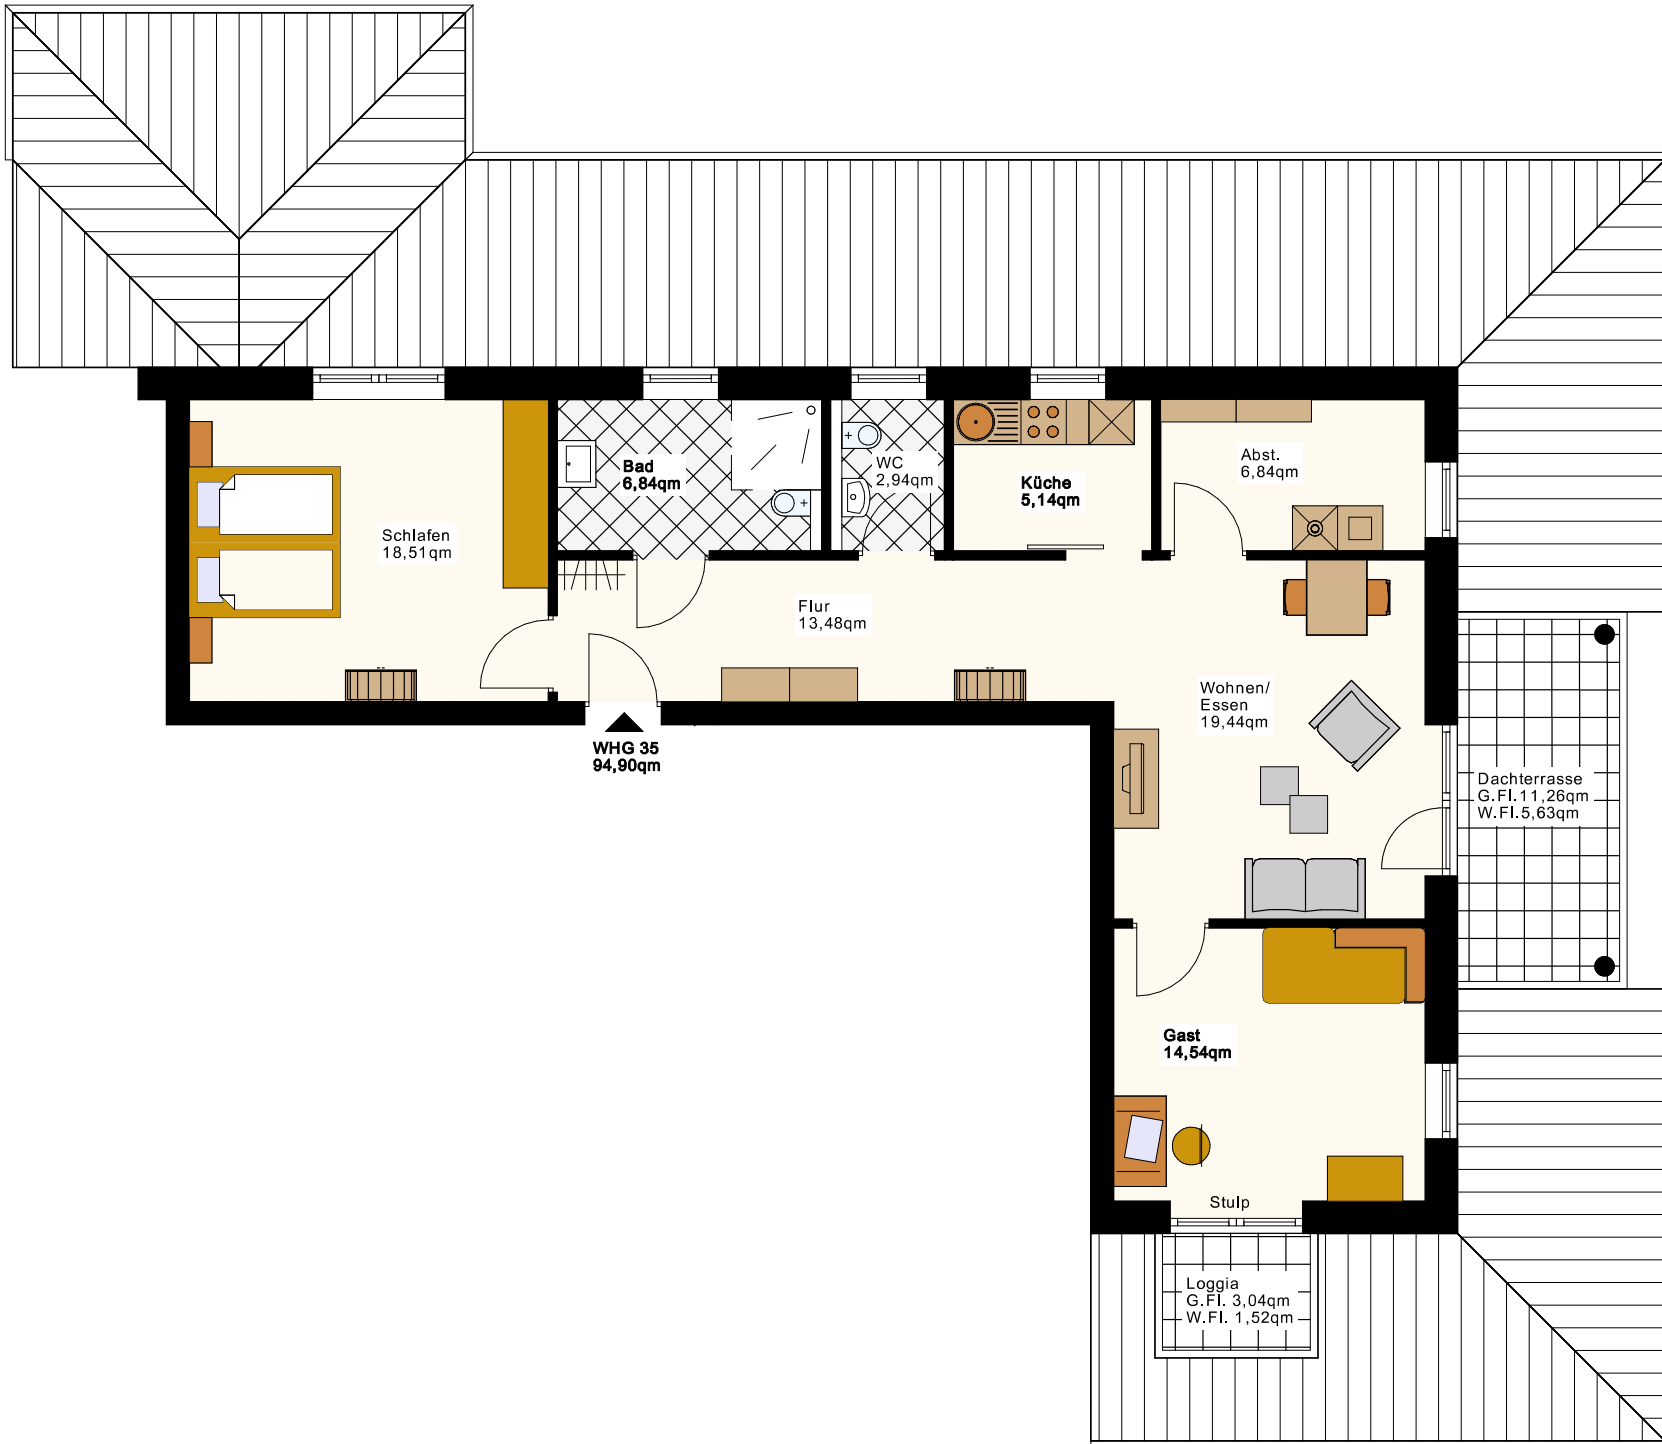 Bad
6,84qm
WC
2,94qm
Küche
5,14qm
Abst.
6,84qm
Schlafen
18,51qm
Flur
13,48qm
Wohnen/
Essen
19,44qm
WHG 35
94,90qm
Dachterrasse
G.Fl.11,26qm
W.Fl.5,63qm
Gast
14,54qm
Stulp
Loggia
G.Fl. 3,04qm
W.Fl. 1,52qm